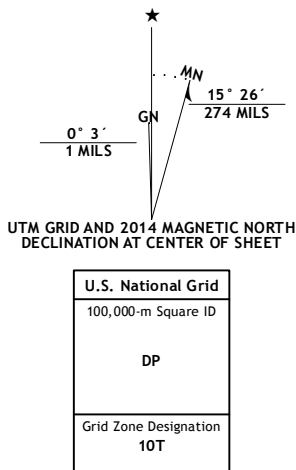 ★
MN
GN
15° 26´
274 MILS
0° 3´
1 MILS
UTM GRID AND 2014 MAGNETIC NORTH
DECLINATION AT CENTER OF SHEET
U.S. National Grid
100,000-m Square ID
DP
Grid Zone Designation
10T